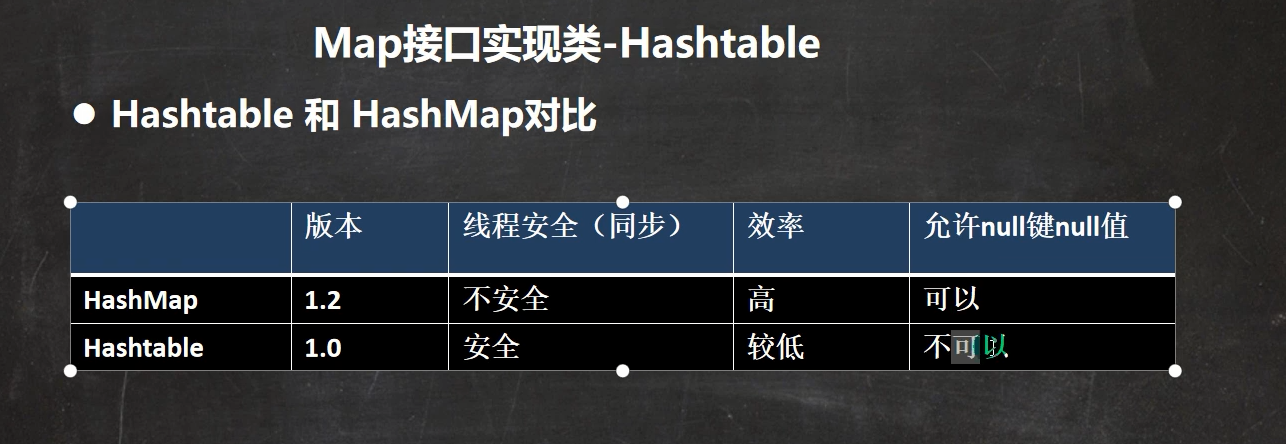 Map接口实现类-Hashtable
Hashtable 和 HashMap对比
版本 线程安全（同步） 效率 允许null键null值
HashMap 1.2 不安全 高 可以
Hashtable 1.0 安全 较低 不可以